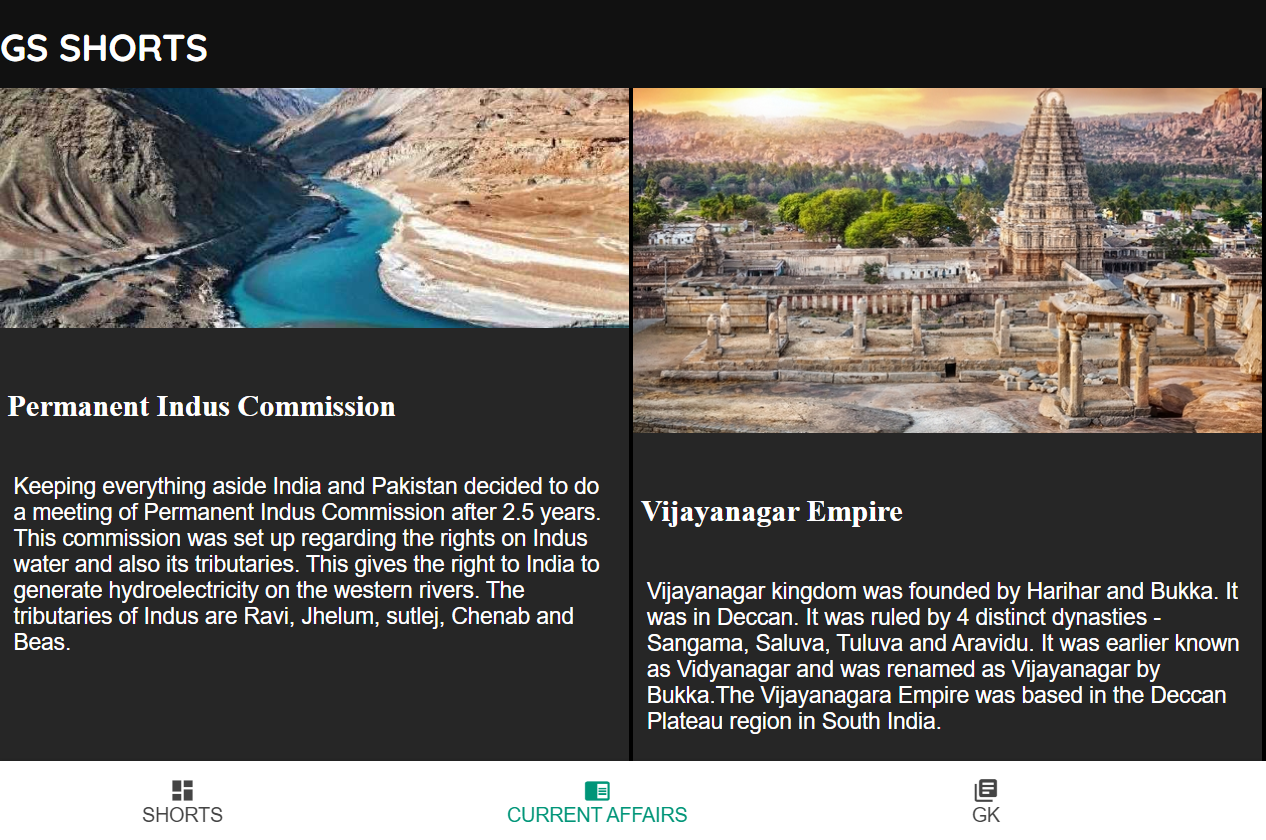 GS SHORTS
Permanent Indus Commission
Keeping everything aside India and Pakistan decided to do
a meeting of Permanent Indus Commission after 2.5 years.
This commission was set up regarding the rights on Indus
water and also its tributaries. This gives the right to India to
generate hydroelectricity on the western rivers. The
tributaries of Indus are Ravi, Jhelum, sutlej, Chenab and
Beas.
Vijayanagar Empire
Vijayanagar kingdom was founded by Harihar and Bukka. It
was in Deccan. It was ruled by 4 distinct dynasties -
Sangama, Saluva, Tuluva and Aravidu. It was earlier known
as Vidyanagar and was renamed as Vijayanagar by
Bukka.The Vijayanagara Empire was based in the Deccan
Plateau region in South India.
SHORTS
CURRENT AFFAIRS
GK